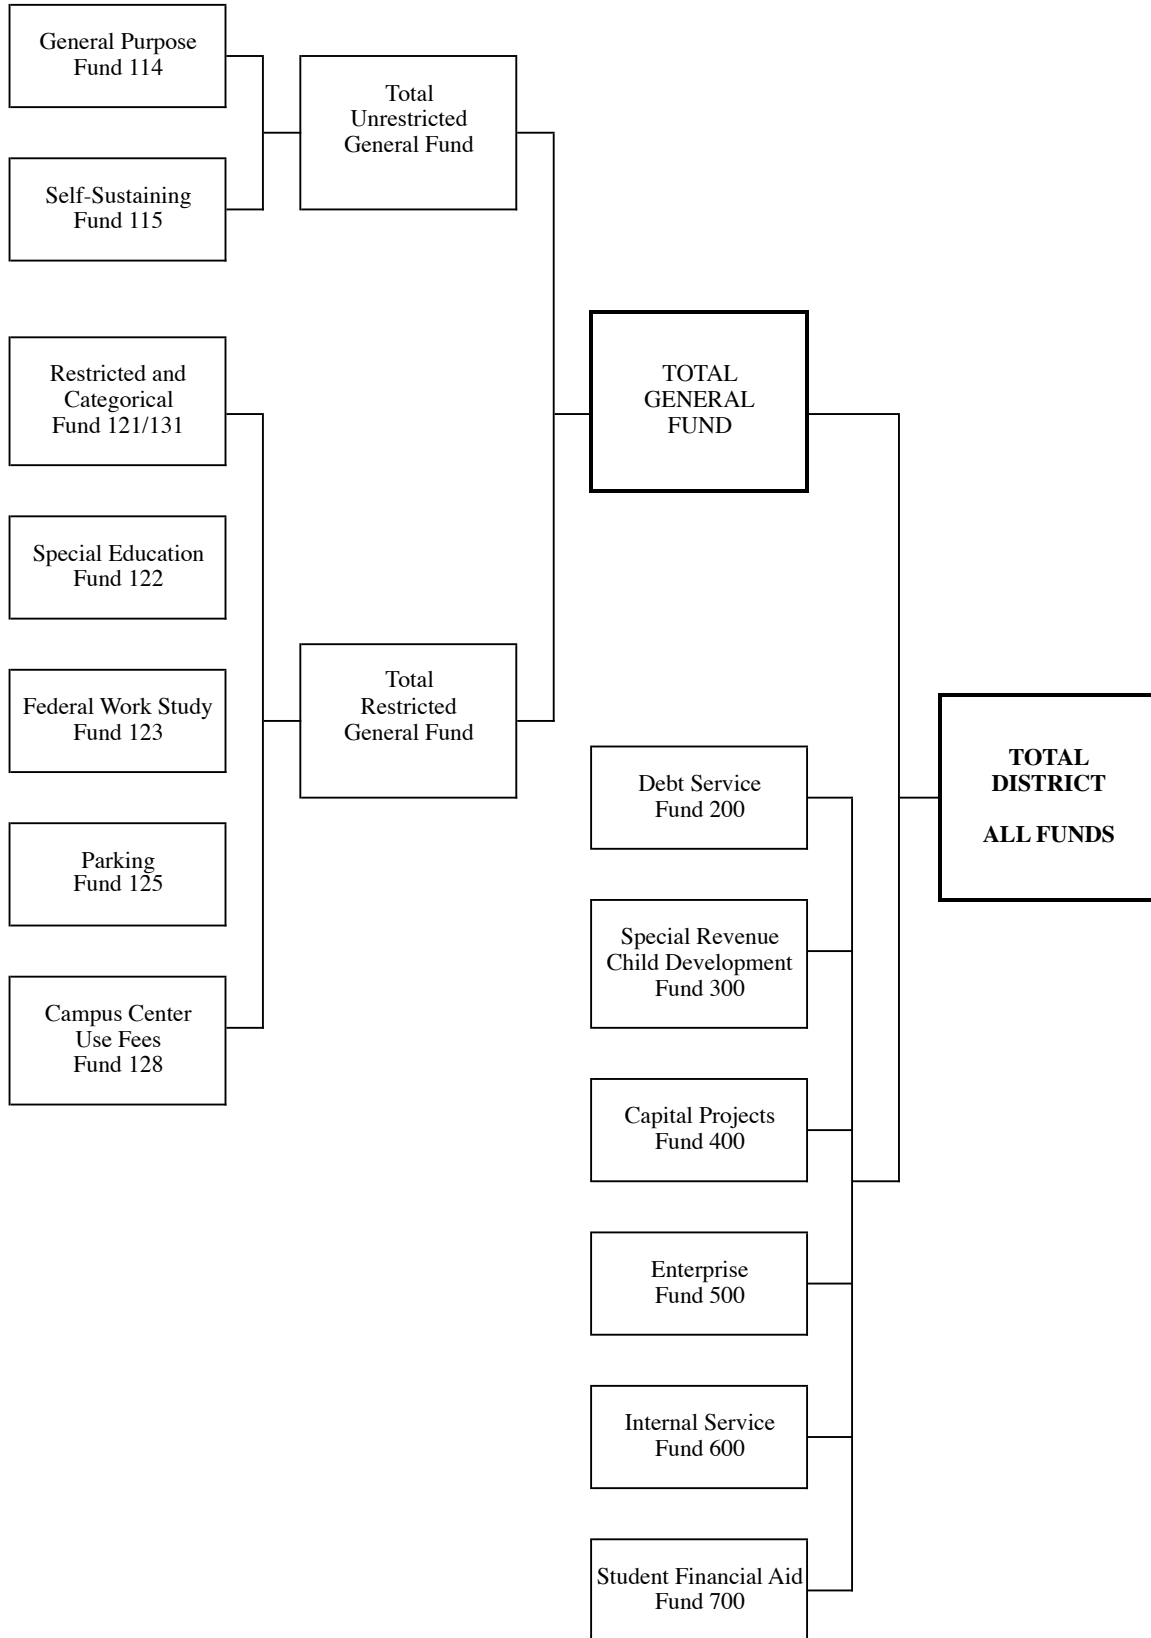 General Purpose
Fund 114
Total
Unrestricted
General Fund
Self-Sustaining
Fund 115
Restricted and
Categorical
Fund 121/131
TOTAL
GENERAL
FUND
Special Education
Fund 122
Federal Work Study
Fund 123
Total
Restricted
General Fund
Parking
Fund 125
Campus Center
Use Fees
Fund 128
Debt Service
Fund 200
TOTAL
DISTRICT
ALL FUNDS
Special Revenue
Child Development
Fund 300
Capital Projects
Fund 400
Enterprise
Fund 500
Internal Service
Fund 600
Student Financial Aid
Fund 700